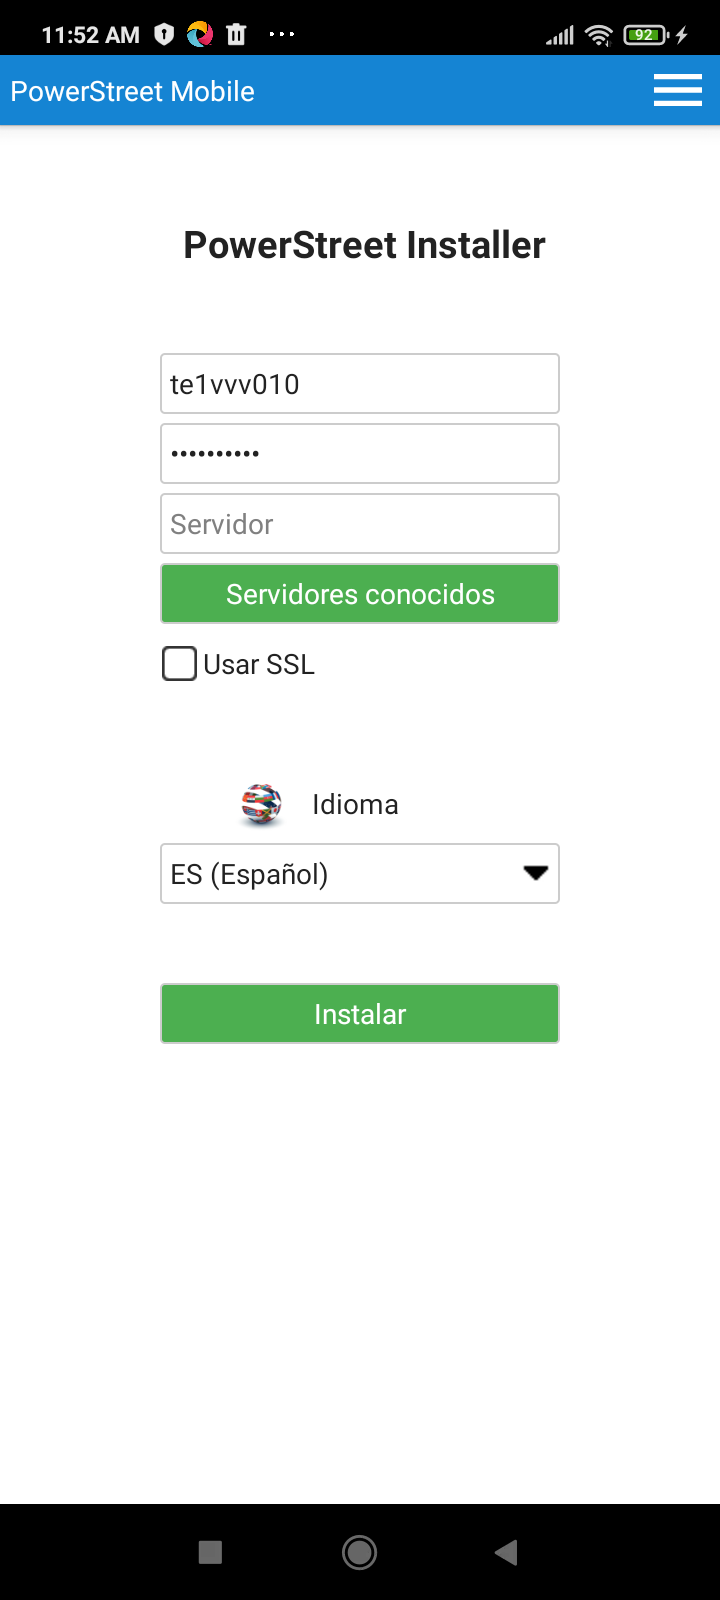 11:52 AM
92
PowerStreet Mobile
PowerStreet Installer
te1vvv010
••••••••••
Servidor
Servidores conocidos
Usar SSL
Idioma
ES (Español)
Instalar